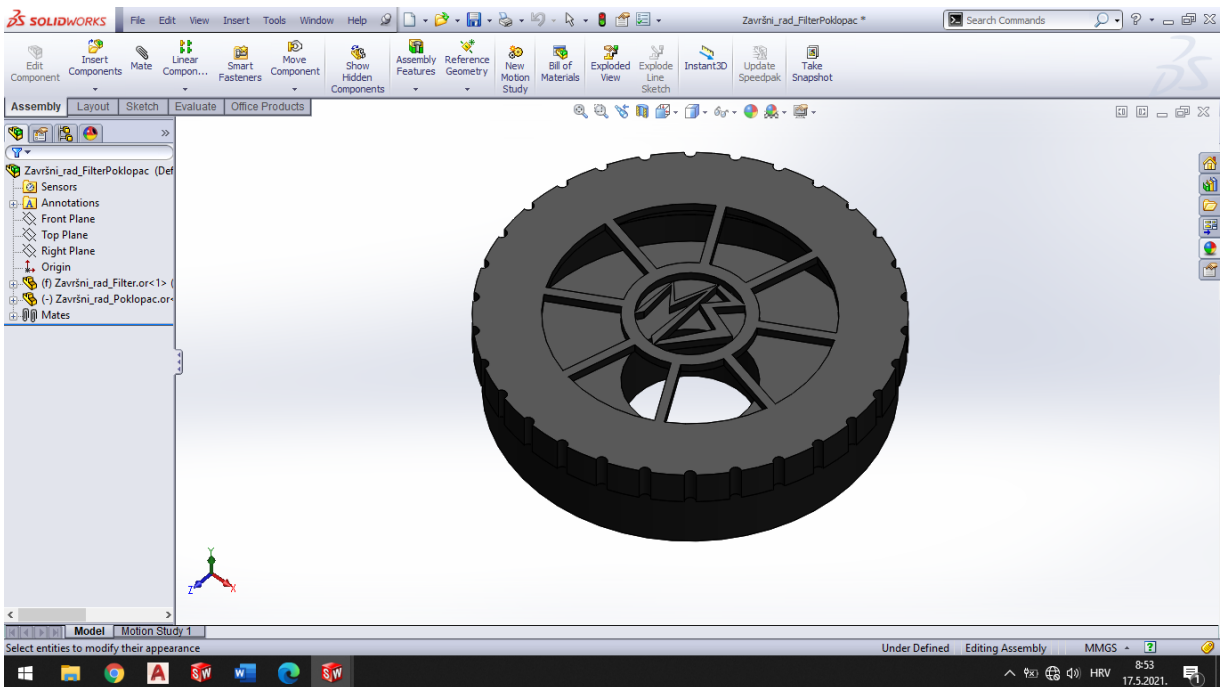 SOLIDWORKS File Edit View Insert Tools Window Help Završni_rad_FilterPoklopac * Search Commands ?
Edit Component Insert Components Mate Linear Compon... Smart Fasteners Move Component Show Hidden Components Assembly Features Reference Geometry New Motion Study Bill of Materials Exploded View Explode Line Sketch Instant3D Update Speedpak Take Snapshot
Assembly Layout Sketch Evaluate Office Products
Završni_rad_FilterPoklopac (Def
Sensors
A Annotations
Front Plane
Top Plane
Right Plane
Origin
(f) Završni_rad_Filter.or<1> (
(-) Završni_rad_Poklopac.or<
Mates
Y
Z X
Model Motion Study 1
Select entities to modify their appearance Under Defined Editing Assembly MMGS ?
A SW W SW HRV 8:53
17.5.2021. 1